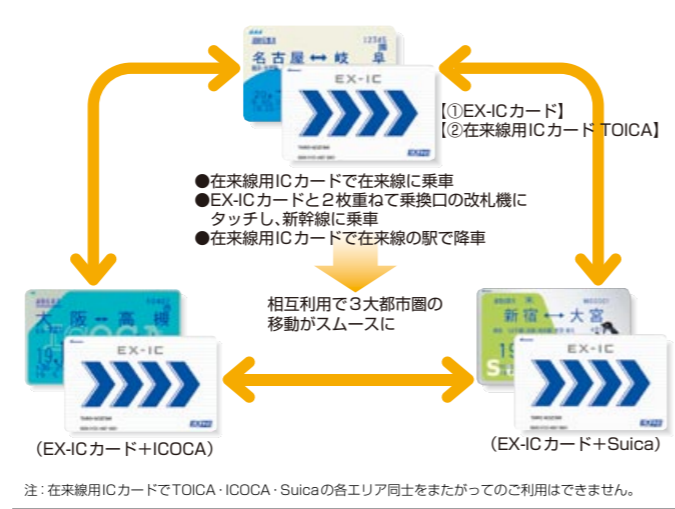 12345
名古屋↔岐阜
EX-IC
【①EX-ICカード】
【②在来線用ICカード TOICA】
●在来線用ICカードで在来線に乗車
●EX-ICカードと2枚重ねて乗換口の改札機に
タッチし、新幹線に乗車
●在来線用ICカードで在来線の駅で降車
相互利用で3大都市圏の
移動がスムースに
大阪↔高槻
ICOCA
EX-IC
(EX-ICカード+ICOCA)
新宿↔大宮
EX-IC
(EX-ICカード+Suica)
注:在来線用ICカードでTOICA・ICOCA・Suicaの各エリア同士をまたがってのご利用はできません。